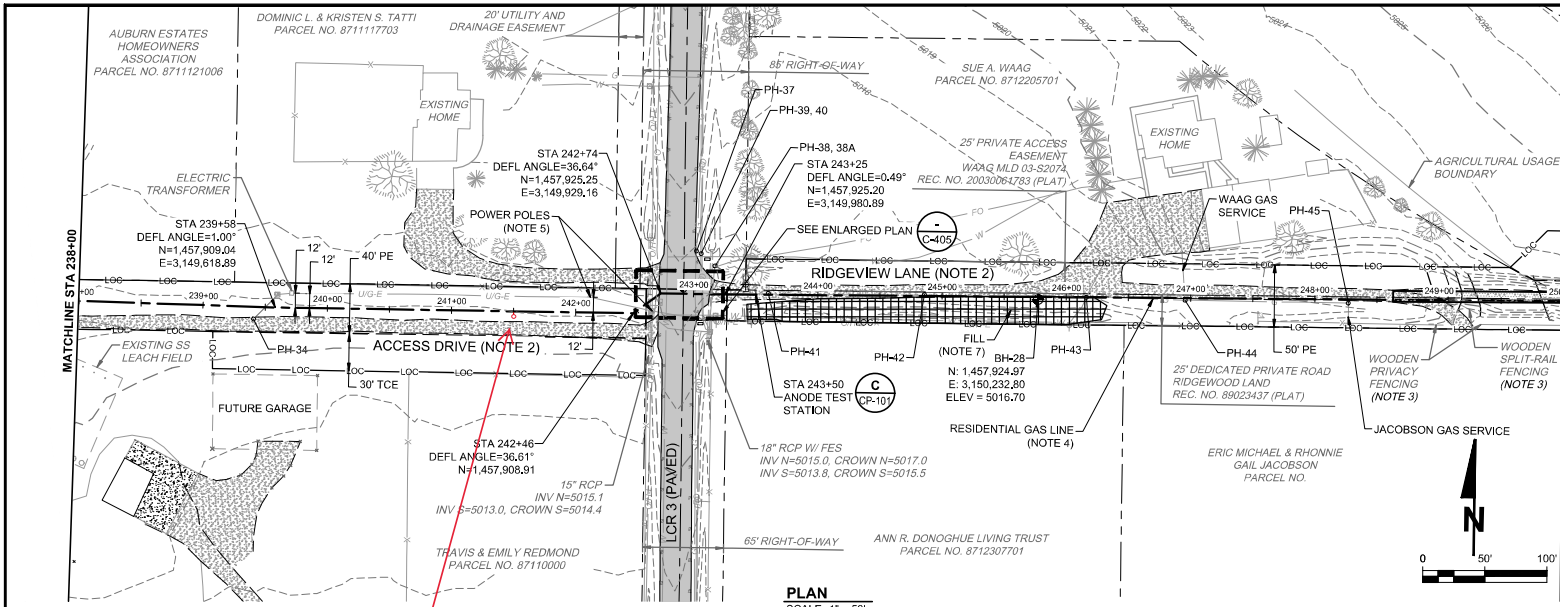 AUBURN ESTATES
HOMEOWNERS
ASSOCIATION
PARCEL NO. 8711121006
DOMINIC L. & KRISTEN S. TATTI
PARCEL NO. 8711117703
20' UTILITY AND
DRAINAGE EASEMENT
85' RIGHT-OF-WAY
SUE A. WAAG
PARCEL NO. 8712205701
5018
5019
5020
5021
5022
5023
5024
5025
5026
EXISTING
HOME
PH-37
PH-39, 40
PH-38, 38A
STA 242+74
DEFL ANGLE=36.64°
N=1,457,925.25
E=3,149,929.16
STA 243+25
DEFL ANGLE=0.49°
N=1,457,925.20
E=3,149,980.89
25' PRIVATE ACCESS
EASEMENT
WAAG MLD 03-S2074
REC. NO. 20030061783 (PLAT)
EXISTING
HOME
AGRICULTURAL USAGE
BOUNDARY
ELECTRIC
TRANSFORMER
POWER POLES
(NOTE 5)
SEE ENLARGED PLAN
-
C-405
WAAG GAS
SERVICE
PH-45
STA 239+58
DEFL ANGLE=1.00°
N=1,457,909.04
E=3,149,618.89
12'
12'
40' PE
RIDGEVIEW LANE (NOTE 2)
MATCHLINE STA 238+00
+00
239+00
240+00
241+00
242+00
243+00
244+00
245+00
246+00
247+00
248+00
249+00
250
U/G-E
U/G-E
LOC
FO
G
W
EXISTING SS
LEACH FIELD
PH-34
ACCESS DRIVE (NOTE 2)
12'
30' TCE
FUTURE GARAGE
PH-41
PH-42
FILL
(NOTE 7)
BH-28
N: 1,457,924.97
E: 3,150,232.80
ELEV = 5016.70
PH-43
PH-44
50' PE
STA 243+50
ANODE TEST
STATION
C
CP-101
25' DEDICATED PRIVATE ROAD
RIDGEWOOD LAND
REC. NO. 89023437 (PLAT)
WOODEN
PRIVACY
FENCING
(NOTE 3)
WOODEN
SPLIT-RAIL
FENCING
(NOTE 3)
RESIDENTIAL GAS LINE
(NOTE 4)
JACOBSON GAS SERVICE
STA 242+46
DEFL ANGLE=36.61°
N=1,457,908.91
18" RCP W/ FES
INV N=5015.0, CROWN N=5017.0
INV S=5013.8, CROWN S=5015.5
15" RCP
INV N=5015.1
INV S=5013.0, CROWN S=5014.4
LCR 3 (PAVED)
ERIC MICHAEL & RHONNIE
GAIL JACOBSON
PARCEL NO.
N
TRAVIS & EMILY REDMOND
PARCEL NO. 87110000
65' RIGHT-OF-WAY
ANN R. DONOGHUE LIVING TRUST
PARCEL NO. 8712307701
0
50'
100'
PLAN